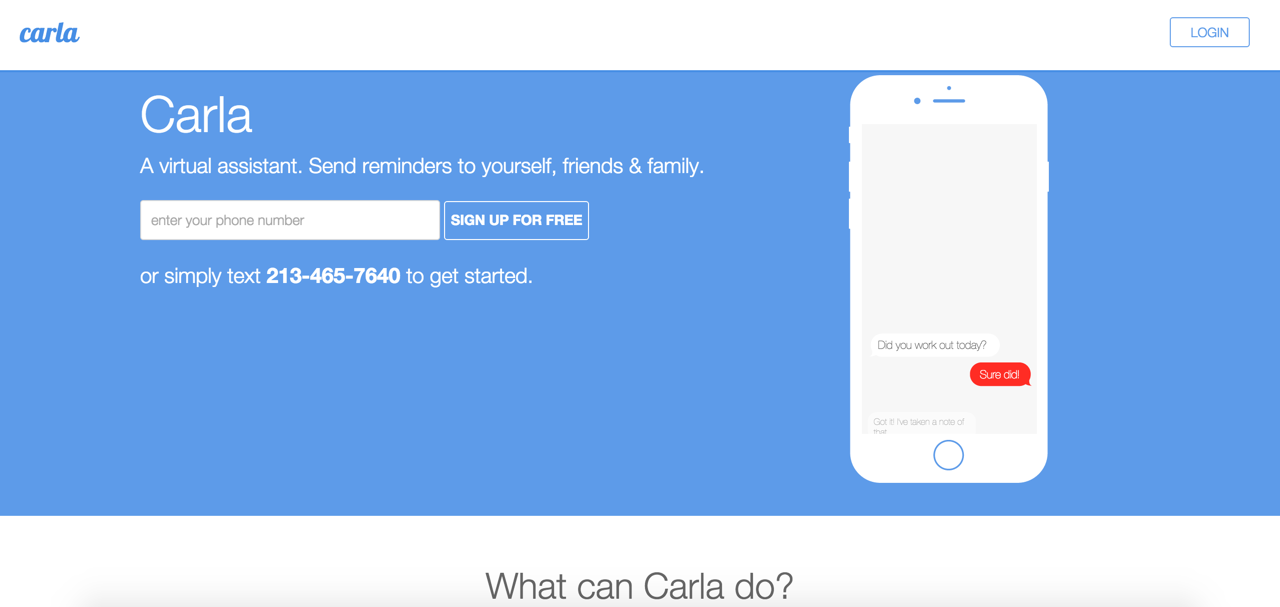 carla
LOGIN
Carla
A virtual assistant. Send reminders to yourself, friends & family.
enter your phone number
SIGN UP FOR FREE
or simply text 213-465-7640 to get started.
Did you work out today?
Sure did!
Got it! I've taken a note of
that
What can Carla do?